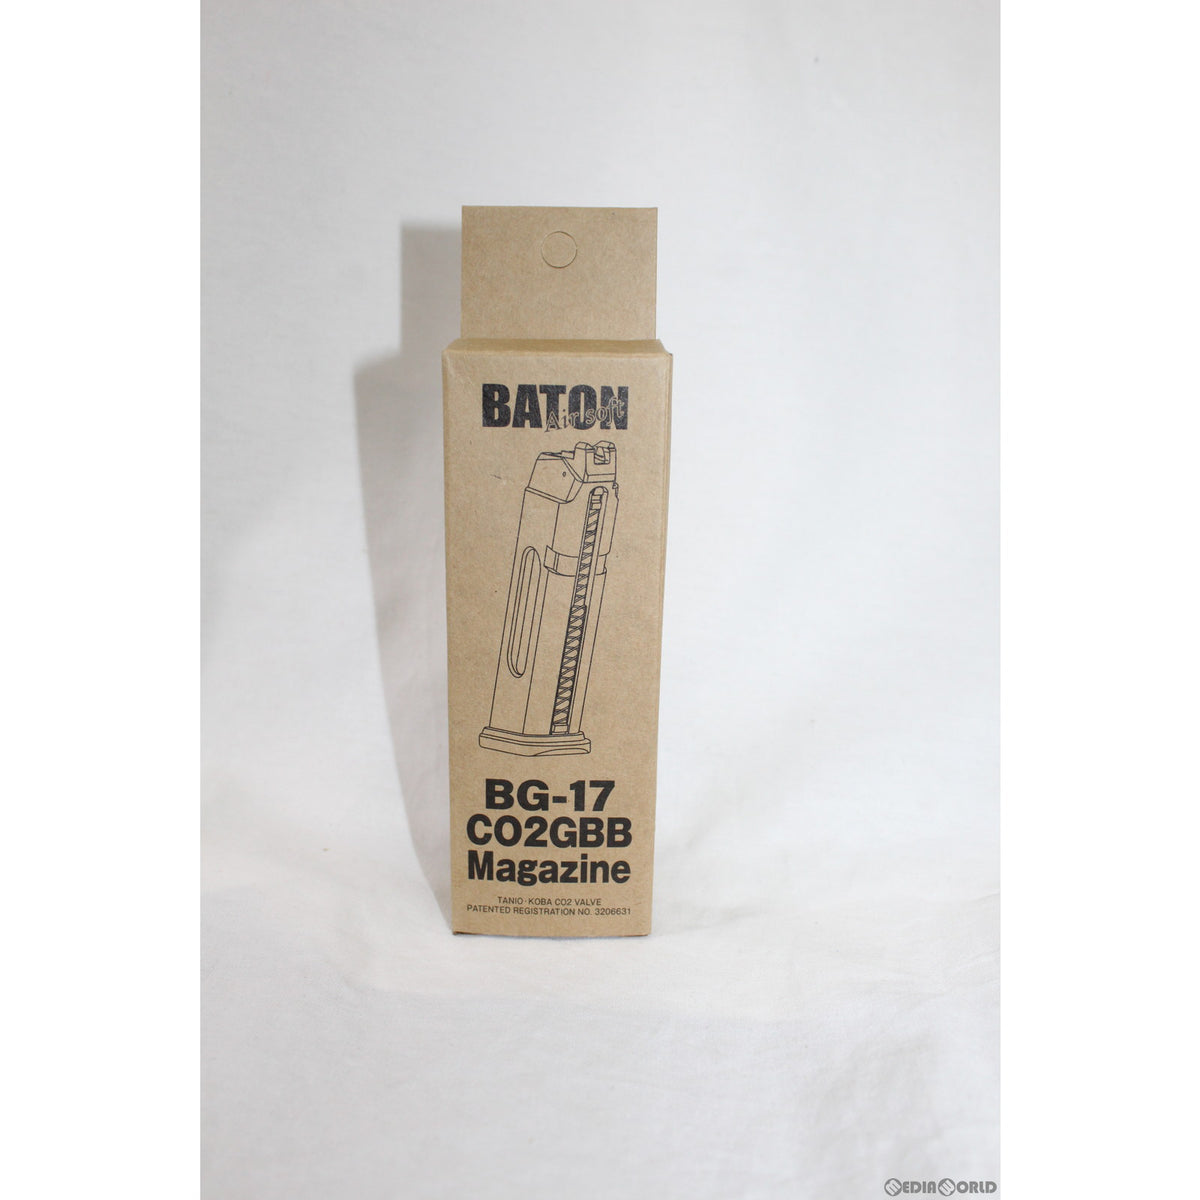 BATON
Airsoft
BG-17
CO2GBB
Magazine
TANIO·KOBA CO2 VALVE
PATENTED REGISTRATION NO. 3206631
MEDIAWORLD